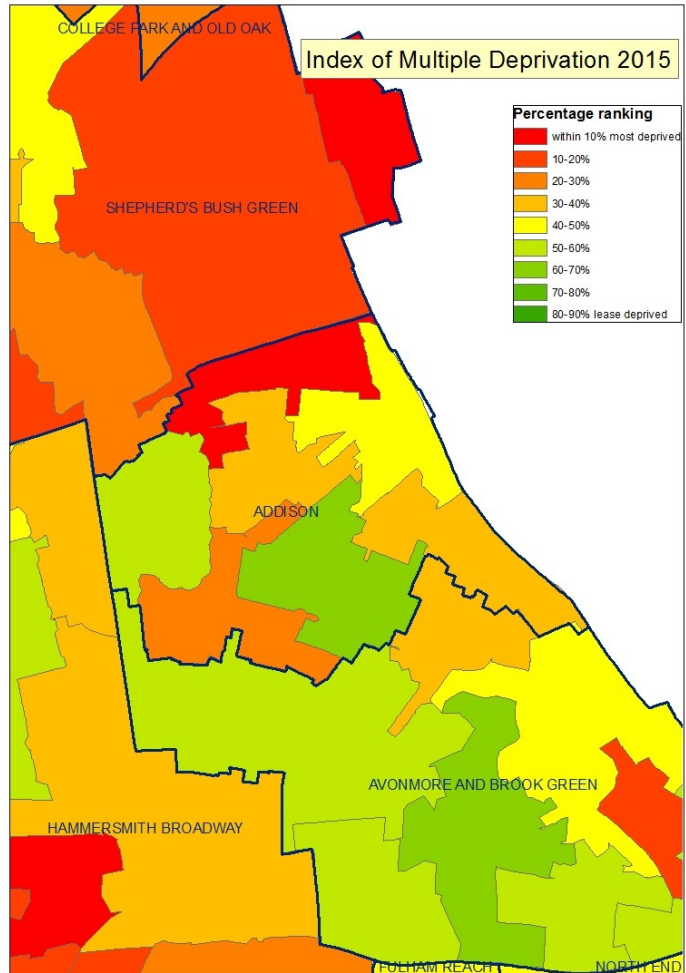 COLLEGE PARK AND OLD OAK
Index of Multiple Deprivation 2015
Percentage ranking
within 10% most deprived
10-20%
20-30%
30-40%
40-50%
50-60%
60-70%
70-80%
80-90% lease deprived
SHEPHERD'S BUSH GREEN
ADDISON
AVONMORE AND BROOK GREEN
HAMMERSMITH BROADWAY
FULHAM REACH
NORTH END